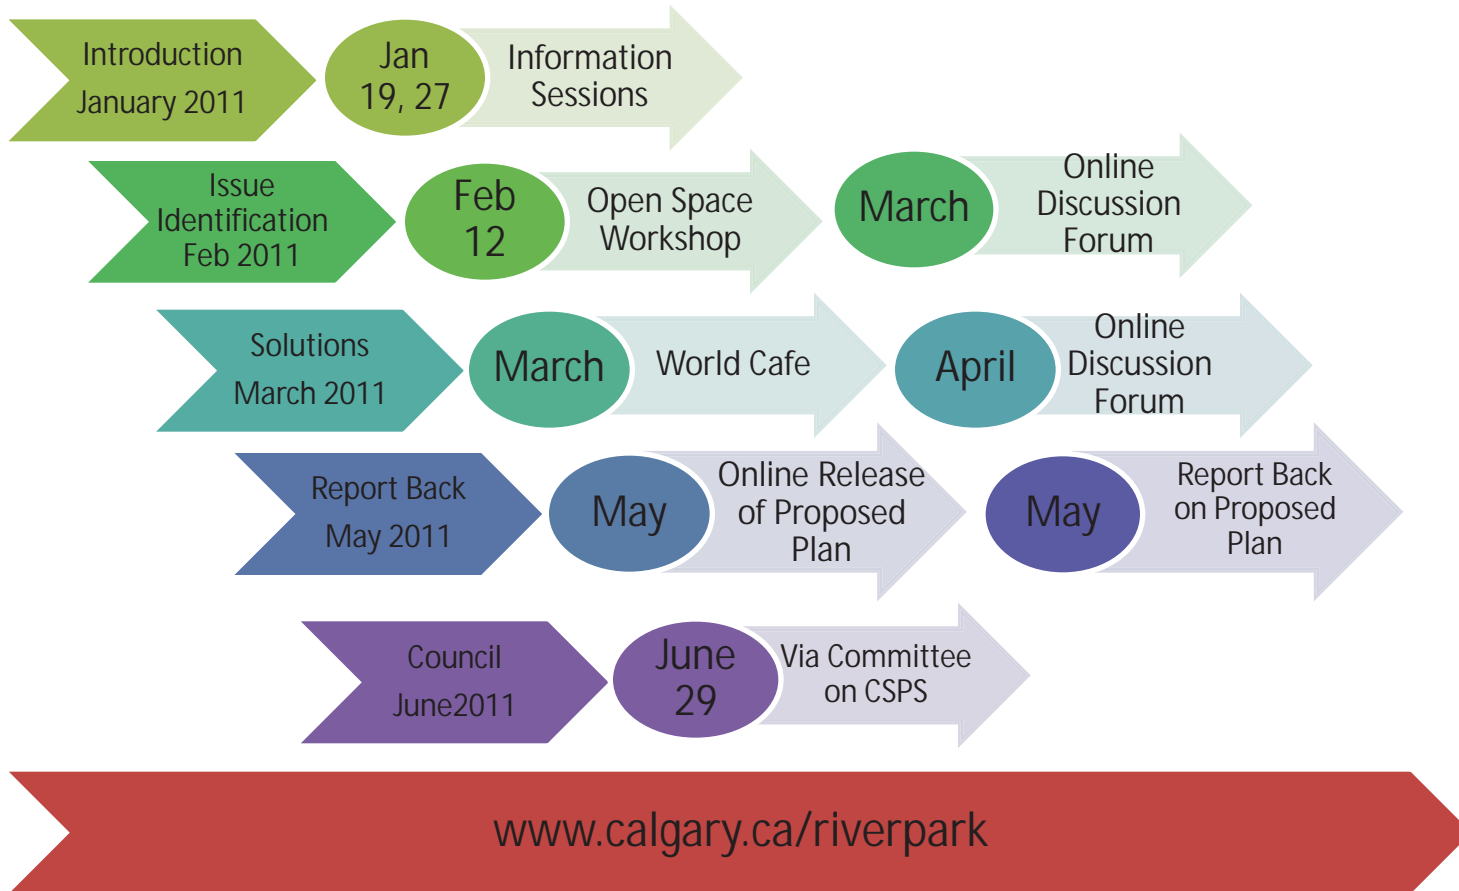 Introduction
January 2011
Jan
19, 27
Information
Sessions
Issue
Identification
Feb 2011
Feb
12
Open Space
Workshop
March
Online
Discussion
Forum
Solutions
March 2011
March
World Cafe
April
Online
Discussion
Forum
Report Back
May 2011
May
Online Release
of Proposed
Plan
May
Report Back
on Proposed
Plan
Council
June2011
June
29
Via Committee
on CSPS
www.calgary.ca/riverpark